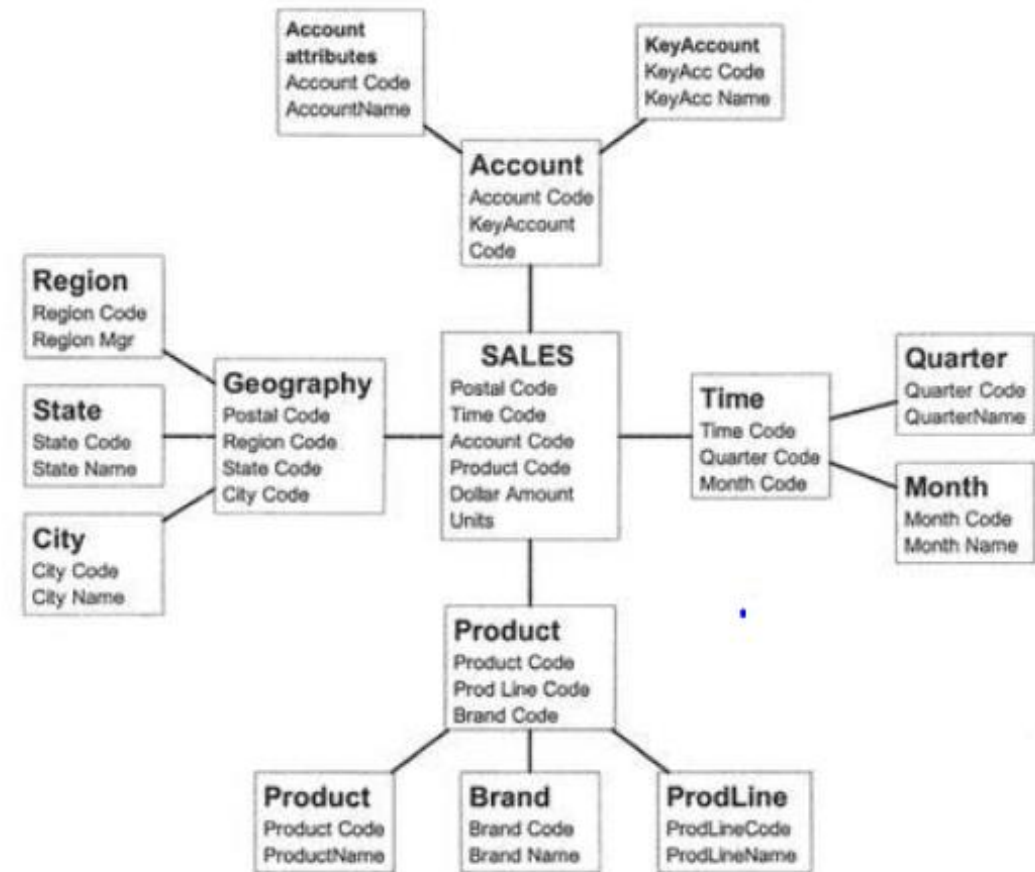 Account
attributes
Account Code
AccountName
KeyAccount
KeyAcc Code
KeyAcc Name
Account
Account Code
KeyAccount
Code
Region
Region Code
Region Mgr
State
State Code
State Name
City
City Code
City Name
Geography
Postal Code
Region Code
State Code
City Code
SALES
Postal Code
Time Code
Account Code
Product Code
Dollar Amount
Units
Time
Time Code
Quarter Code
Month Code
Quarter
Quarter Code
QuarterName
Month
Month Code
Month Name
Product
Product Code
Prod Line Code
Brand Code
Product
Product Code
ProductName
Brand
Brand Code
Brand Name
ProdLine
ProdLineCode
ProdLineName